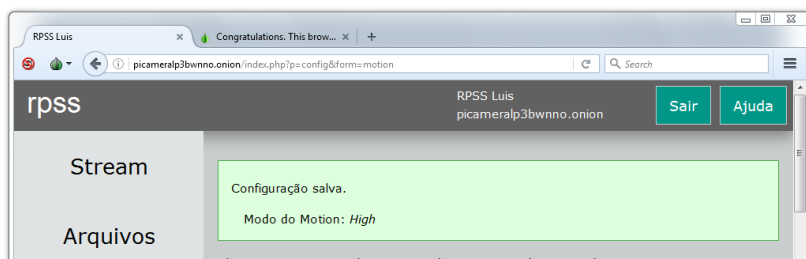 RPSS Luis
Congratulations. This brow...
picameralp3bwnno.onion/index.php?p=config&form=motion
Search
rpss
RPSS Luis
picameralp3bwnno.onion
Sair
Ajuda
Stream
Configuração salva.
Modo do Motion: High
Arquivos